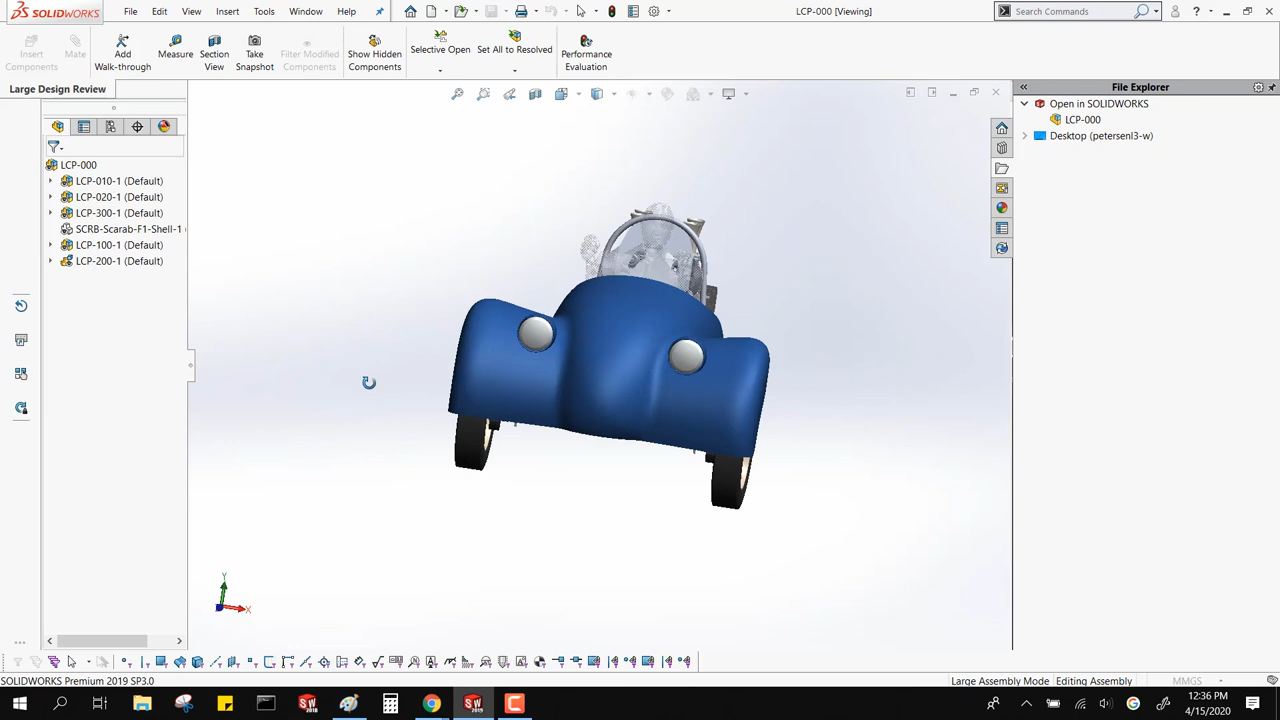 SOLIDWORKS File Edit View Insert Tools Window Help LCP-000 [Viewing] Search Commands
Insert Components
Mate
Add Walk-through
Measure
Section View
Take Snapshot
Filter Modified Components
Show Hidden Components
Selective Open
Set All to Resolved
Performance Evaluation
Large Design Review
File Explorer
Open in SOLIDWORKS
LCP-000
Desktop (petersenl3-w)
LCP-000
LCP-010-1 (Default)
LCP-020-1 (Default)
LCP-300-1 (Default)
SCRB-Scarab-F1-Shell-1
LCP-100-1 (Default)
LCP-200-1 (Default)
Y
X
SOLIDWORKS Premium 2019 SP3.0 Large Assembly Mode Editing Assembly MMGS
12:36 PM
4/15/2020